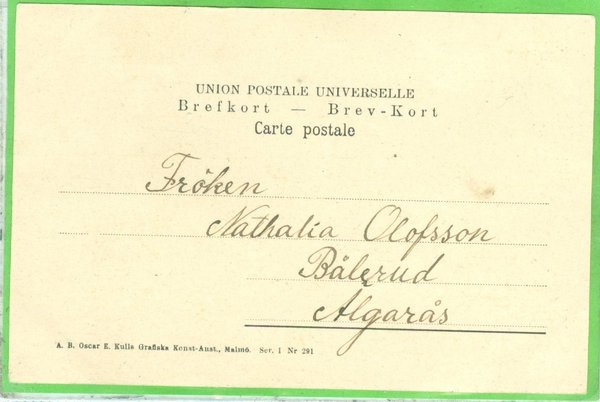 UNION POSTALE UNIVERSELLE
Brefkort — Brev-Kort
Carte postale
Fröken
Nathalia Olofsson
Bålerud
Algarås
A. B. Oscar E. Kulls Grafiska Konst-Anst., Malmö. Ser. I Nr 291